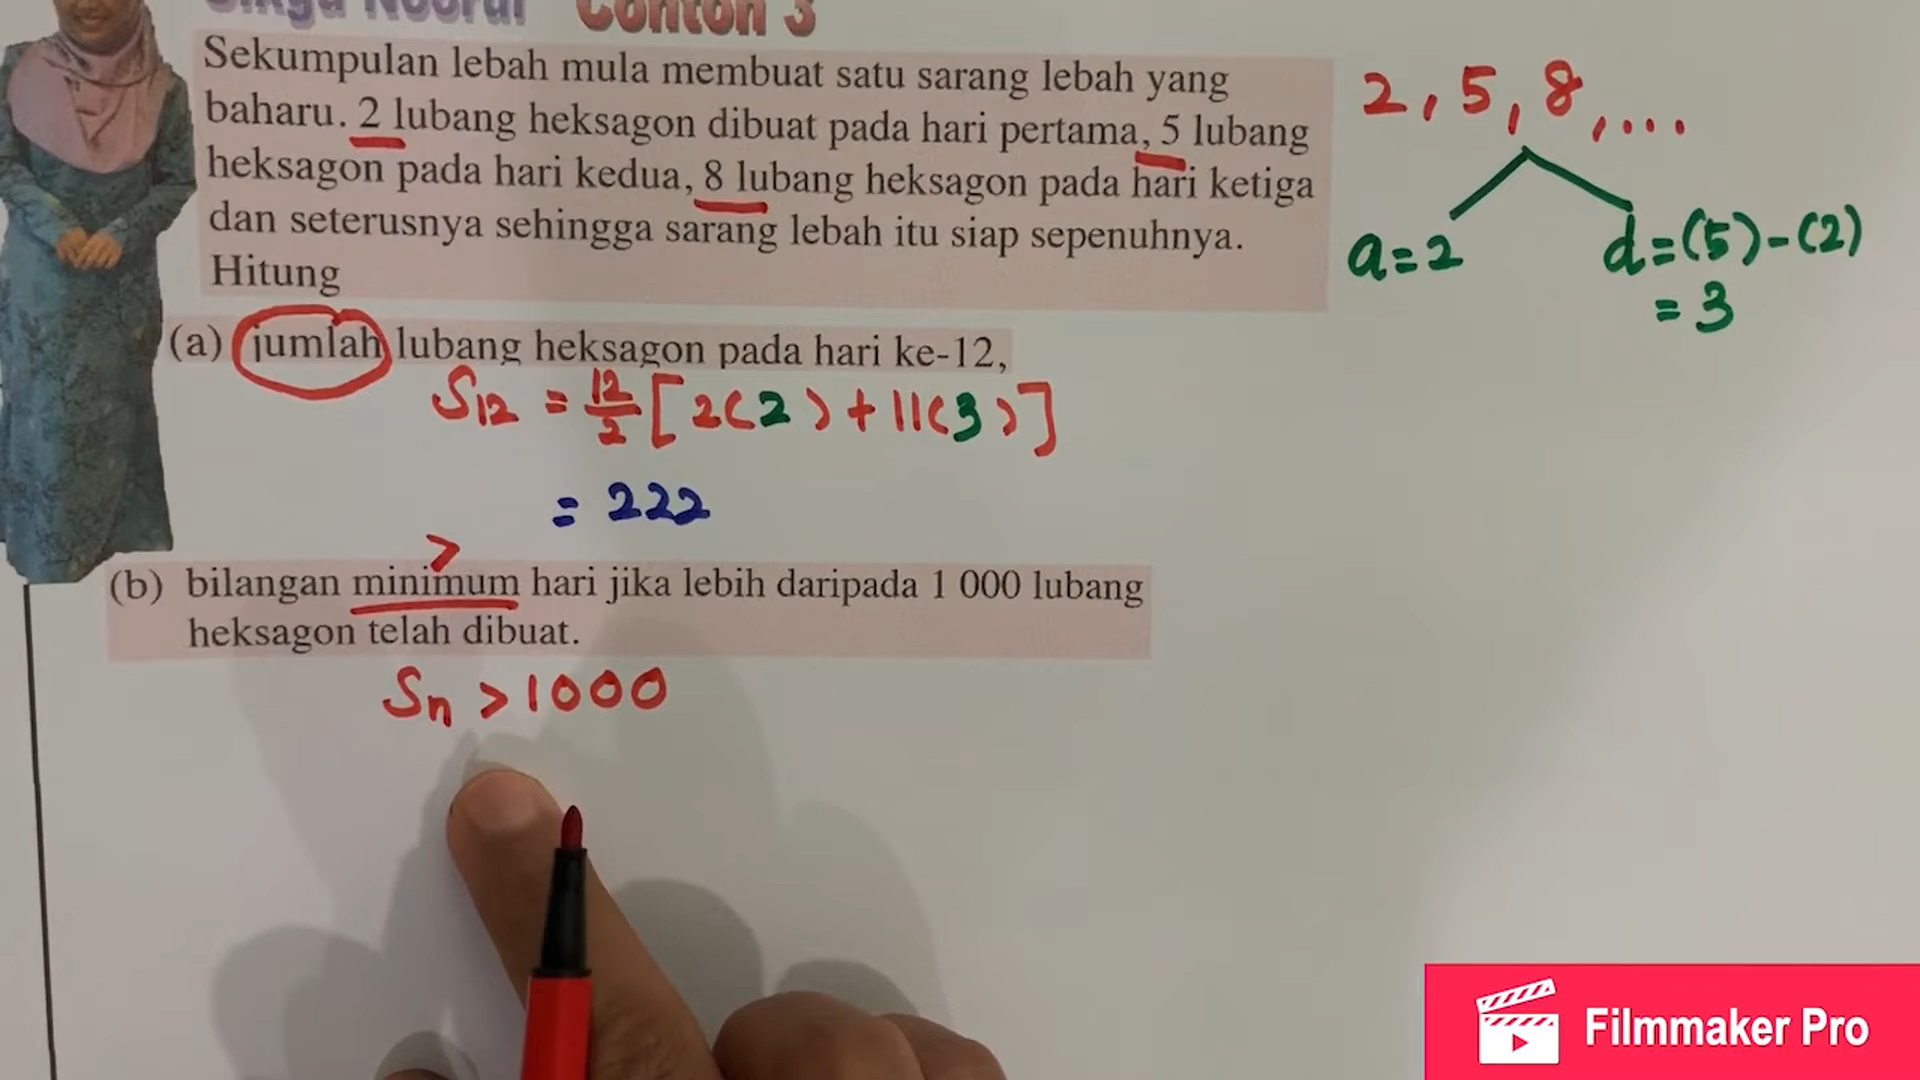 Contoh 3
Sekumpulan lebah mula membuat satu sarang lebah yang
baharu. 2 lubang heksagon dibuat pada hari pertama, 5 lubang
heksagon pada hari kedua, 8 lubang heksagon pada hari ketiga
dan seterusnya sehingga sarang lebah itu siap sepenuhnya.
Hitung
2, 5, 8, ...
a = 2
d = (5) - (2)
= 3
(a) jumlah lubang heksagon pada hari ke-12,
S12 = 12/2 [2(2) + 11(3)]
= 222
>
(b) bilangan minimum hari jika lebih daripada 1 000 lubang
heksagon telah dibuat.
Sn > 1000
Filmmaker Pro